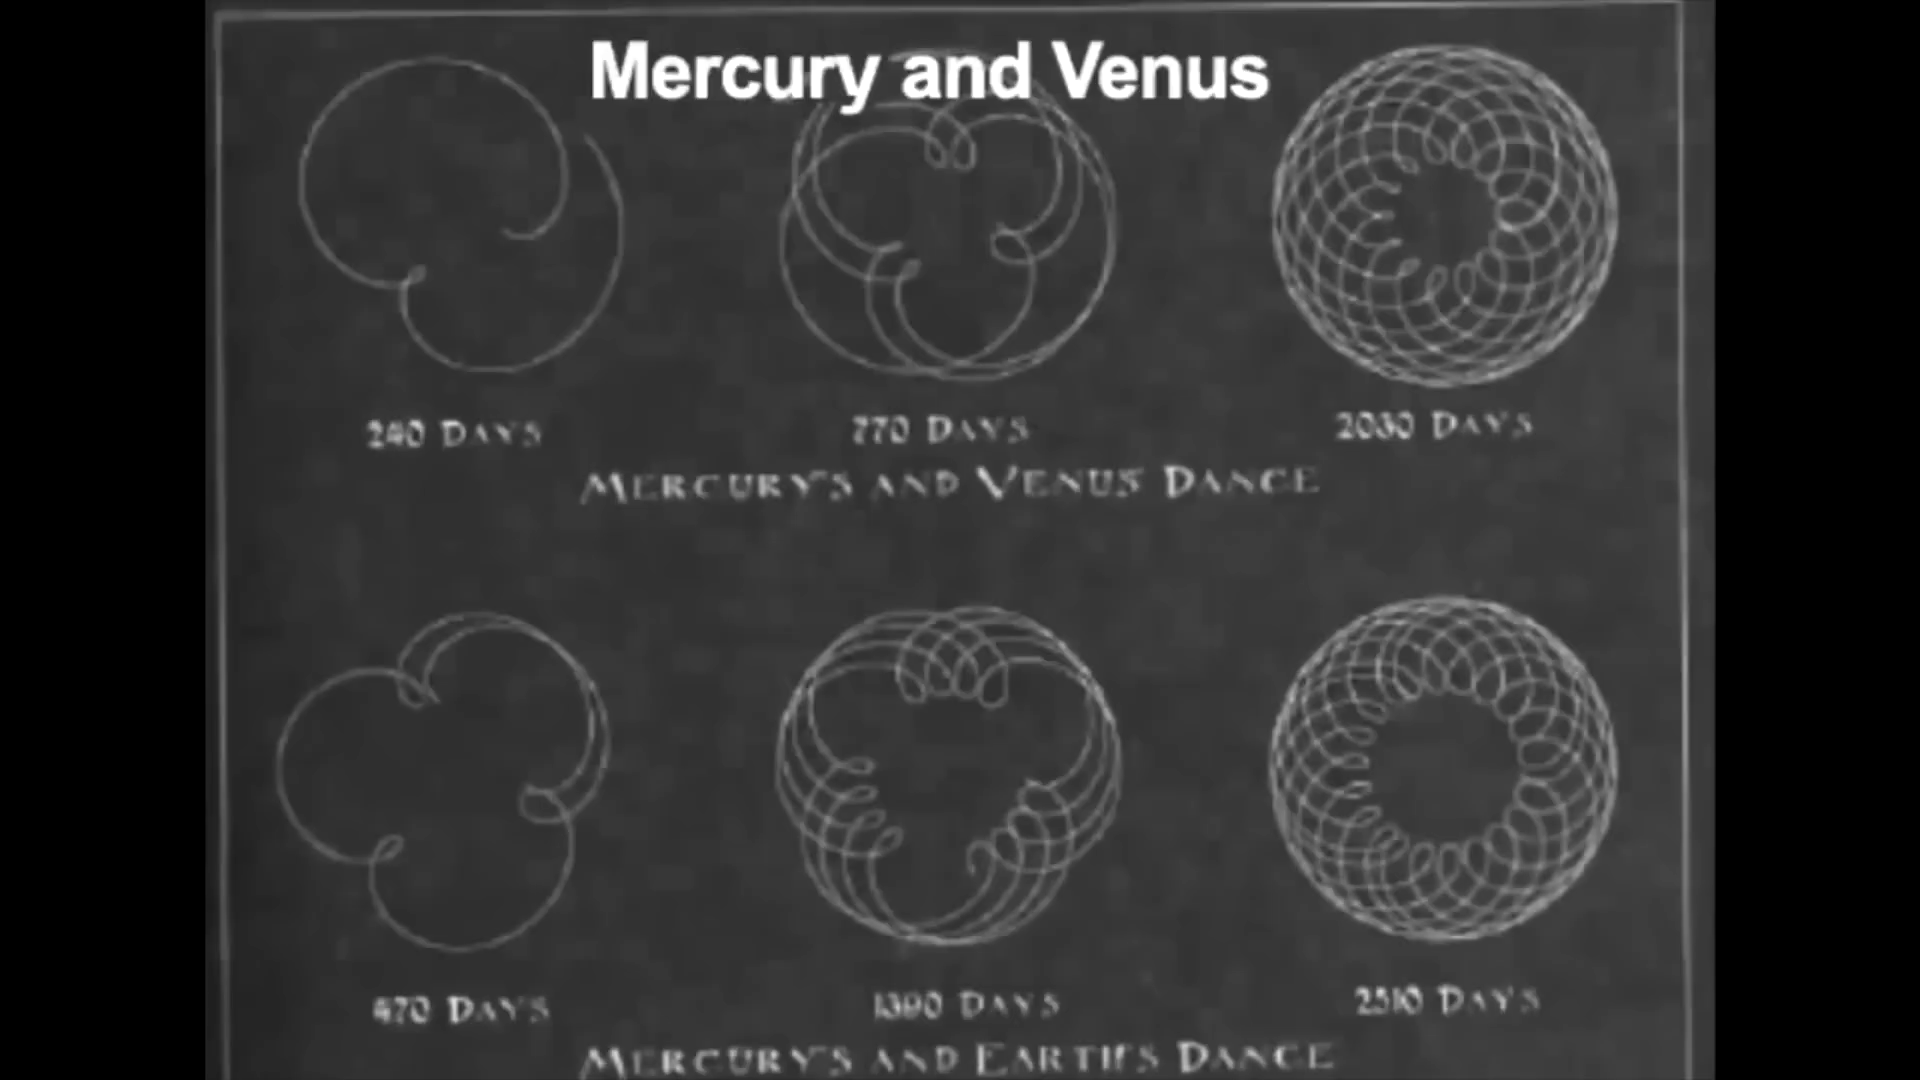 Mercury and Venus
240 DAYS
770 DAYS
2030 DAYS
MERCURY'S AND VENUS' DANCE
470 DAYS
1390 DAYS
2510 DAYS
MERCURY'S AND EARTH'S DANCE